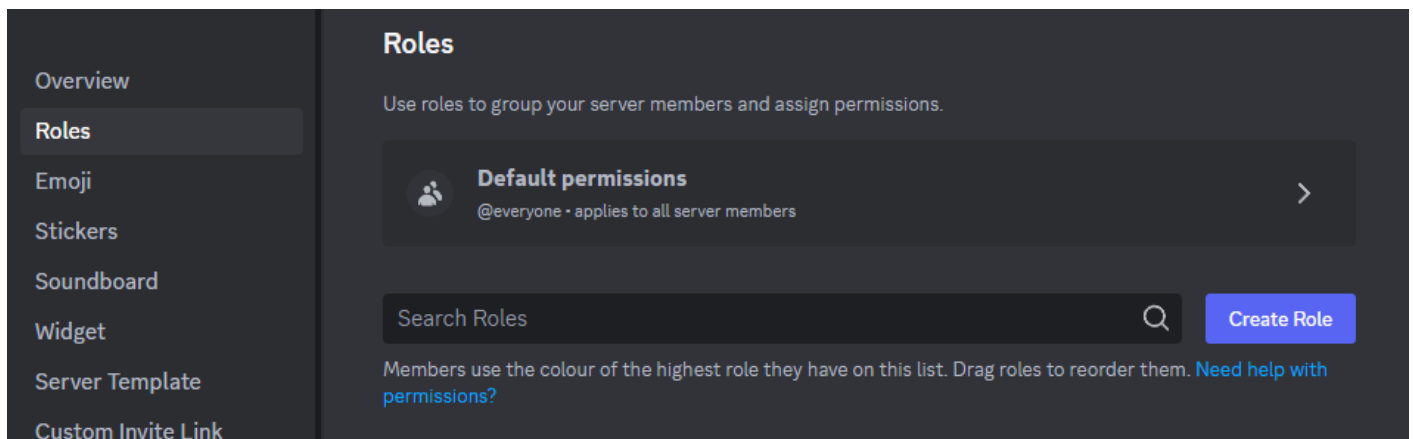 Overview
Roles
Emoji
Stickers
Soundboard
Widget
Server Template
Custom Invite Link
Roles
Use roles to group your server members and assign permissions.
Default permissions
@everyone • applies to all server members
Search Roles
Create Role
Members use the colour of the highest role they have on this list. Drag roles to reorder them. Need help with
permissions?